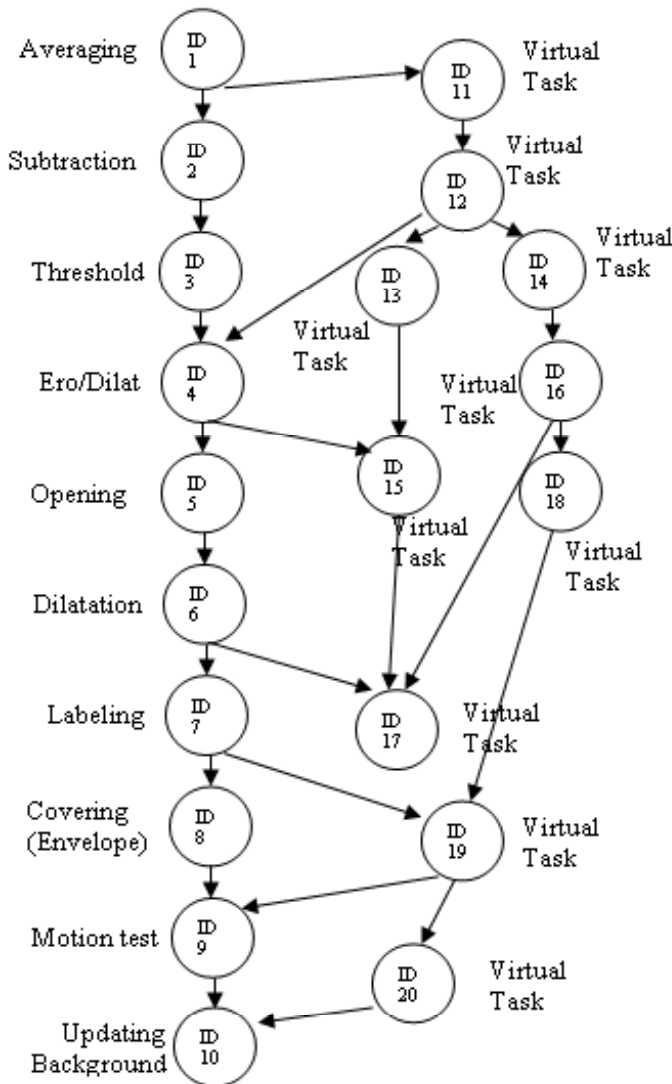 Averaging
ID
1
Virtual
Task
ID
11
Subtraction
ID
2
Virtual
Task
ID
12
Threshold
ID
3
ID
13
Virtual
Task
ID
14
Virtual
Task
Ero/Dilat
ID
4
Virtual
Task
ID
16
Opening
ID
5
ID
15
Virtual
Task
ID
18
Virtual
Task
Dilatation
ID
6
Labeling
ID
7
ID
17
Virtual
Task
Covering
(Envelope)
ID
8
ID
19
Virtual
Task
Motion test
ID
9
ID
20
Virtual
Task
Updating
Background
ID
10